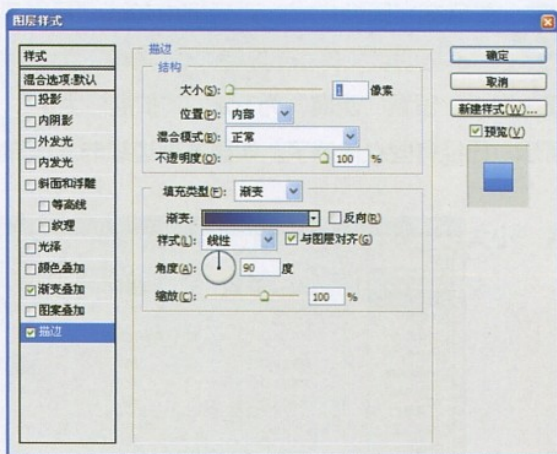 图层样式
样式
混合选项:默认
投影
内阴影
外发光
内发光
斜面和浮雕
等高线
纹理
光泽
颜色叠加
渐变叠加
图案叠加
描边
描边
结构
大小(S): 1 像素
位置(P): 内部
混合模式(B): 正常
不透明度(O): 100 %
填充类型(F): 渐变
渐变: 反向(R)
样式(L): 线性 与图层对齐(G)
角度(A): 90 度
缩放(C): 100 %
确定
取消
新建样式(W)...
预览(V)